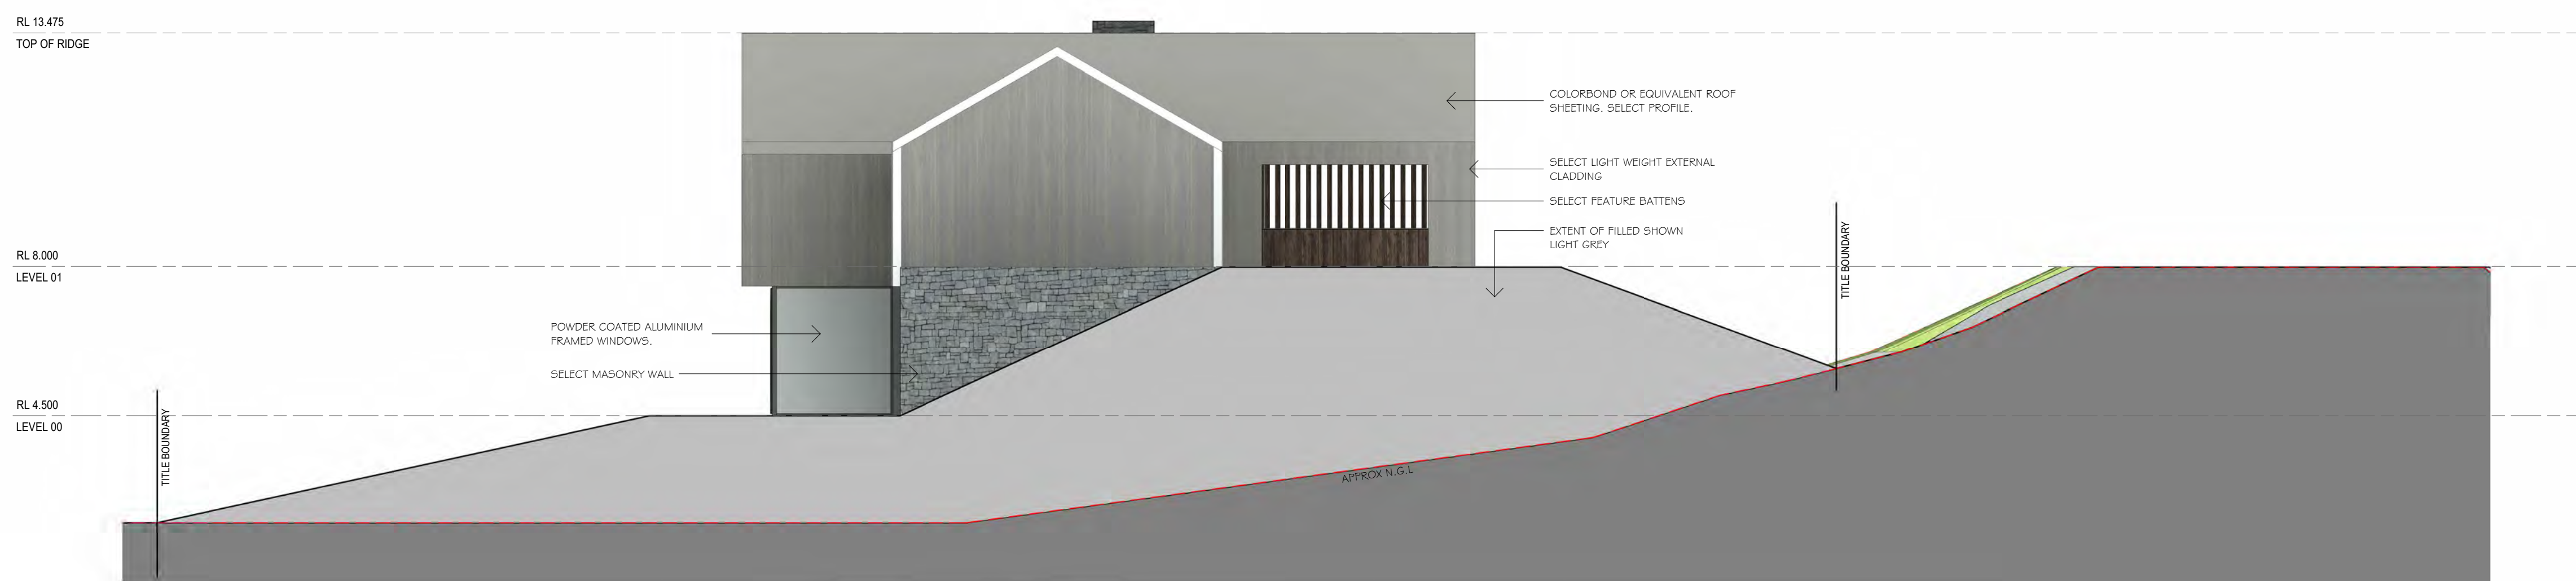 RL 13.475
TOP OF RIDGE
COLORBOND OR EQUIVALENT ROOF
SHEETING. SELECT PROFILE.
SELECT LIGHT WEIGHT EXTERNAL
CLADDING
SELECT FEATURE BATTENS
EXTENT OF FILLED SHOWN
LIGHT GREY
TITLE BOUNDARY
RL 8.000
LEVEL 01
POWDER COATED ALUMINIUM
FRAMED WINDOWS.
SELECT MASONRY WALL
RL 4.500
LEVEL 00
TITLE BOUNDARY
APPROX N.G.L